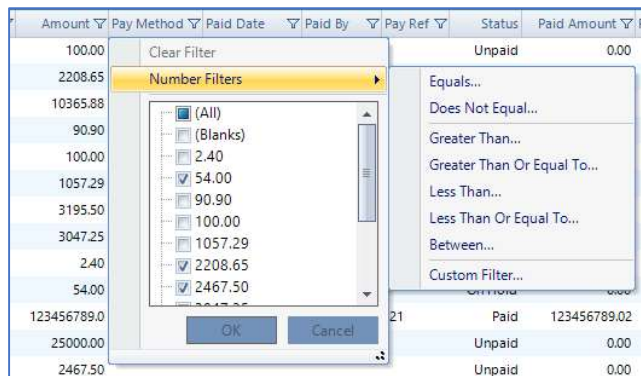 Amount Pay Method Paid Date Paid By Pay Ref Status Paid Amount
100.00 Clear Filter Unpaid 0.00
2208.65 Number Filters Equals...
10365.88 (All) Does Not Equal...
90.90 (Blanks) Greater Than...
100.00 2.40 Greater Than Or Equal To...
1057.29 54.00 Less Than...
3195.50 90.90 Less Than Or Equal To...
3047.25 100.00 Between...
2.40 1057.29 Custom Filter...
54.00 2208.65
2467.50
123456789.0 21 Paid 123456789.02
25000.00 OK Cancel Unpaid 0.00
2467.50 Unpaid 0.00